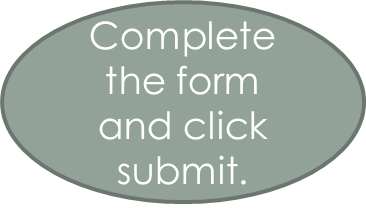 Complete
the form
and click
submit.